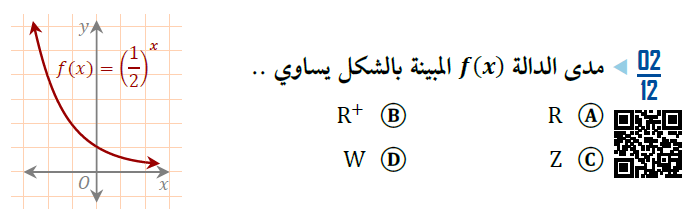 02
12
مدى الدالة f(x) المبينة بالشكل يساوي ..
A R
B R⁺
C Z
D W
y
f(x) = (1/2)ˣ
O
x